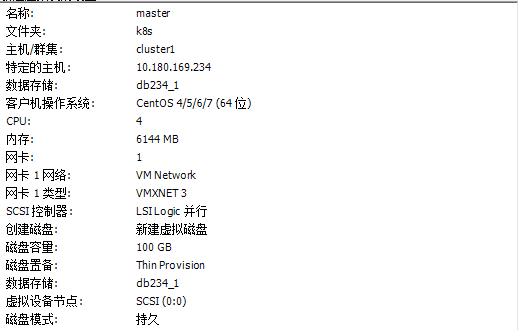 名称: master
文件夹: k8s
主机/群集: cluster1
特定的主机: 10.180.169.234
数据存储: db234_1
客户机操作系统: CentOS 4/5/6/7 (64 位)
CPU: 4
内存: 6144 MB
网卡: 1
网卡 1 网络: VM Network
网卡 1 类型: VMXNET 3
SCSI 控制器: LSI Logic 并行
创建磁盘: 新建虚拟磁盘
磁盘容量: 100 GB
磁盘置备: Thin Provision
数据存储: db234_1
虚拟设备节点: SCSI (0:0)
磁盘模式: 持久